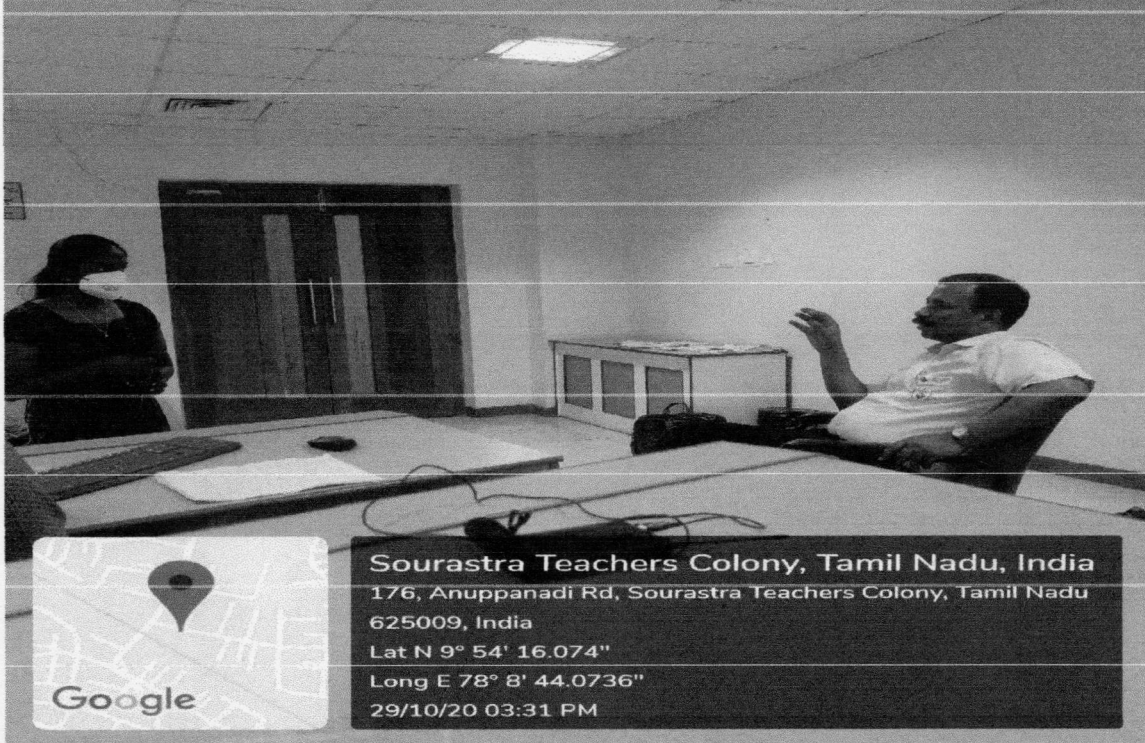 Sourastra Teachers Colony, Tamil Nadu, India
176, Anuppanadi Rd, Sourastra Teachers Colony, Tamil Nadu
625009, India
Lat N 9° 54' 16.074"
Long E 78° 8' 44.0736"
29/10/20 03:31 PM
Google